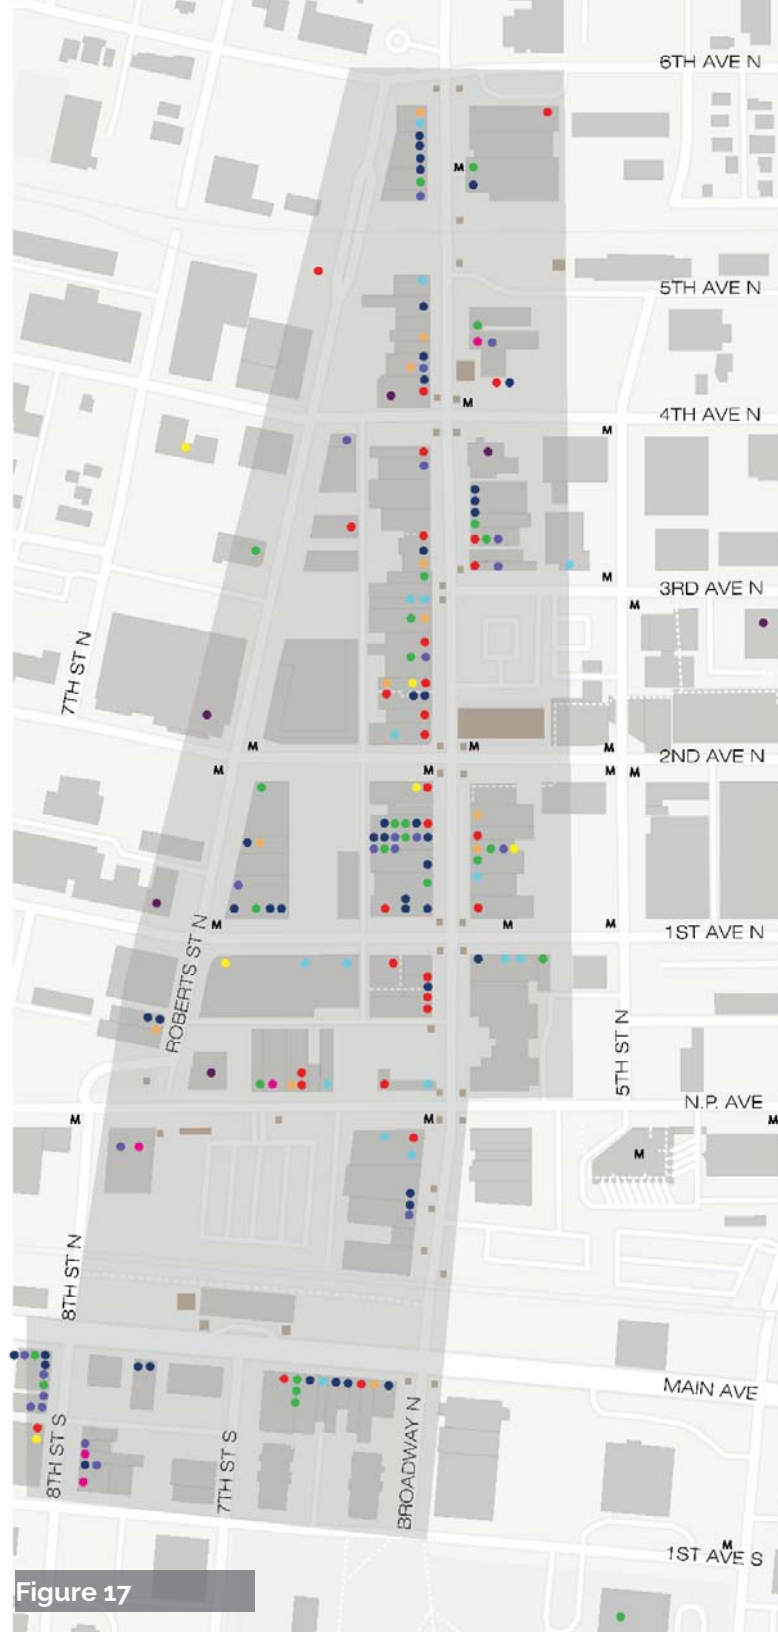 6TH AVE N
M
5TH AVE N
M
4TH AVE N
M
M
3RD AVE N
M
7TH ST N
M
M
M
2ND AVE N
M
M
M
M
M
M
M
1ST AVE N
ROBERTS ST N
5TH ST N
N.P. AVE
M
M
M
M
8TH ST N
MAIN AVE
8TH ST S
7TH ST S
BROADWAY N
M
1ST AVE S
Figure 17